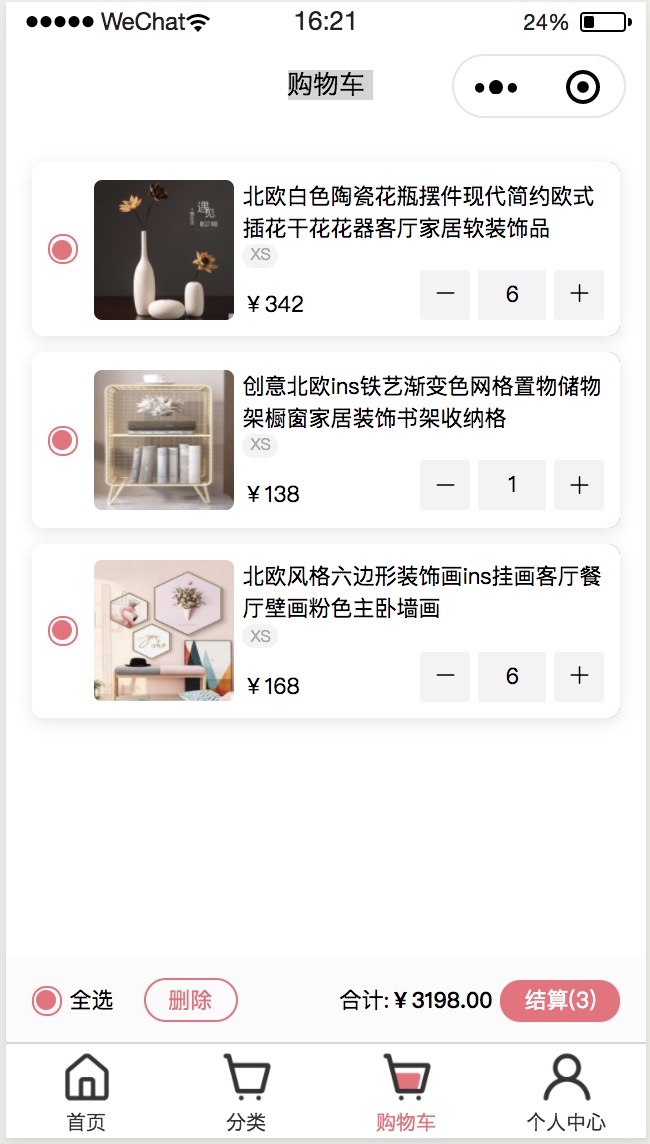 WeChat 16:21 24%
购物车
北欧白色陶瓷花瓶摆件现代简约欧式
插花干花花器客厅家居软装饰品
XS
¥342
— 6 +
遇见
创意北欧ins铁艺渐变色网格置物储物
架橱窗家居装饰书架收纳格
XS
¥138
— 1 +
北欧风格六边形装饰画ins挂画客厅餐
厅壁画粉色主卧墙画
XS
¥168
— 6 +
全选 删除 合计:¥3198.00 结算(3)
首页 分类 购物车 个人中心